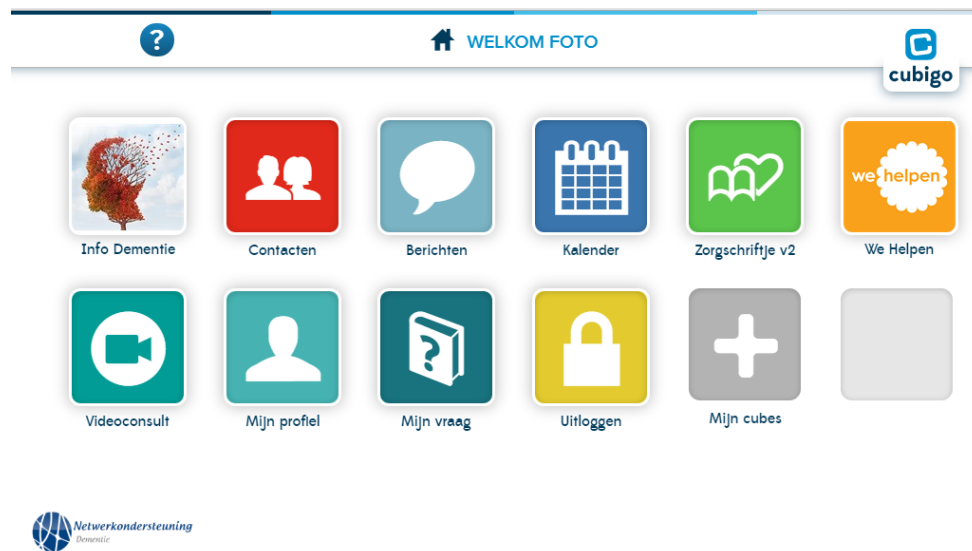 ?
WELKOM FOTO
cubigo
we helpen
Info Dementie
Contacten
Berichten
Kalender
Zorgschriftje v2
We Helpen
?
Videoconsult
Mijn profiel
Mijn vraag
Uitloggen
Mijn cubes
Netwerkondersteuning
Dementie